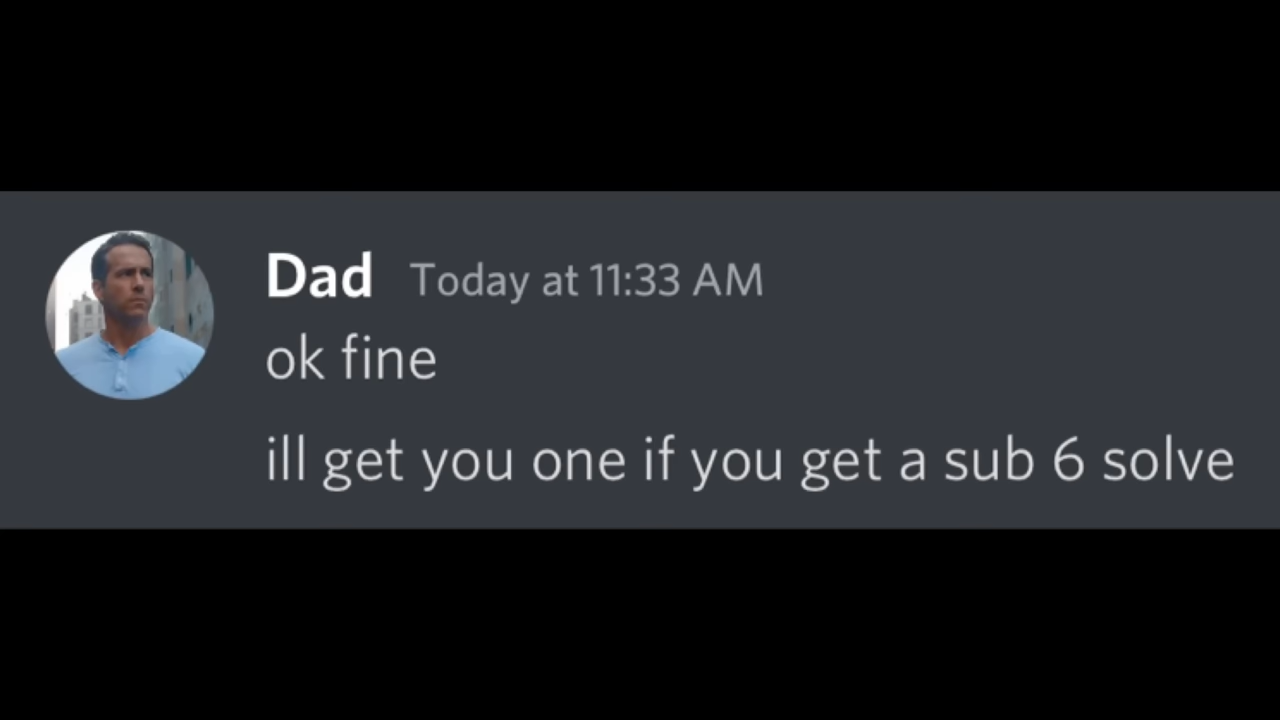 Dad Today at 11:33 AM
ok fine
ill get you one if you get a sub 6 solve